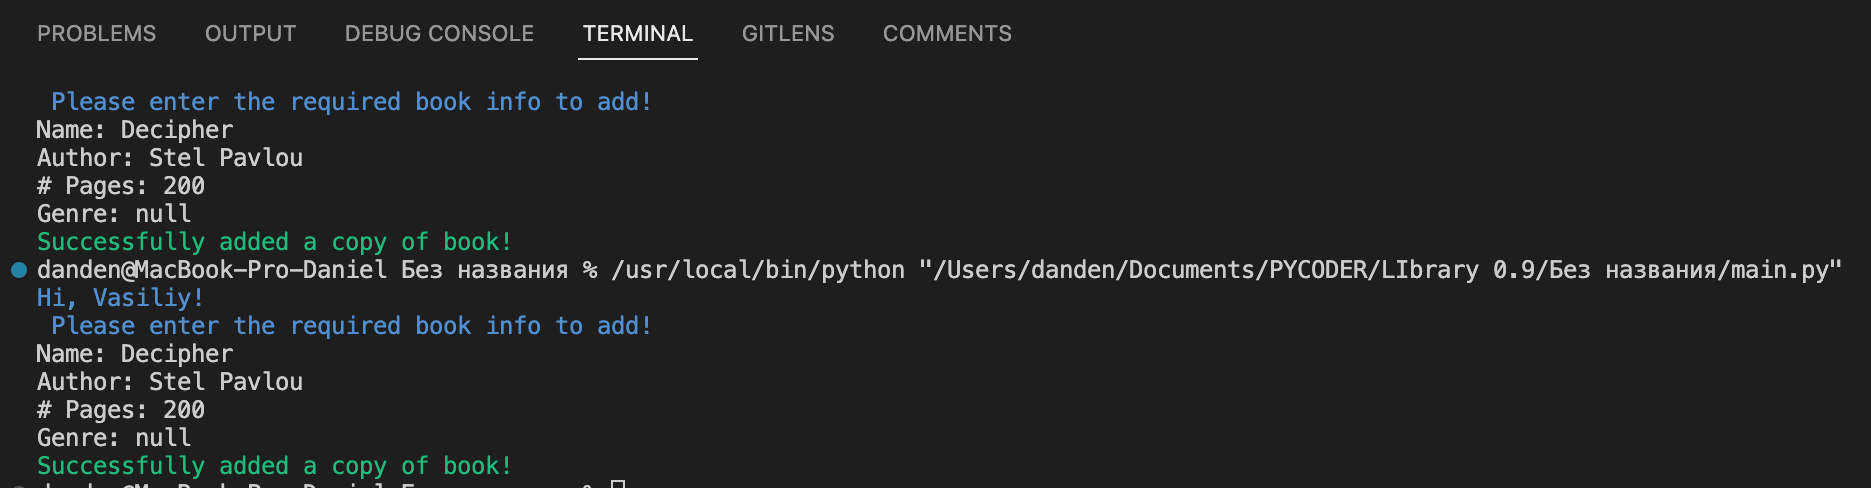 PROBLEMS OUTPUT DEBUG CONSOLE TERMINAL GITLENS COMMENTS
Please enter the required book info to add!
Name: Decipher
Author: Stel Pavlou
# Pages: 200
Genre: null
Successfully added a copy of book!
danden@MacBook-Pro-Daniel Без названия % /usr/local/bin/python "/Users/danden/Documents/PYCODER/LIbrary 0.9/Без названия/main.py"
Hi, Vasiliy!
Please enter the required book info to add!
Name: Decipher
Author: Stel Pavlou
# Pages: 200
Genre: null
Successfully added a copy of book!